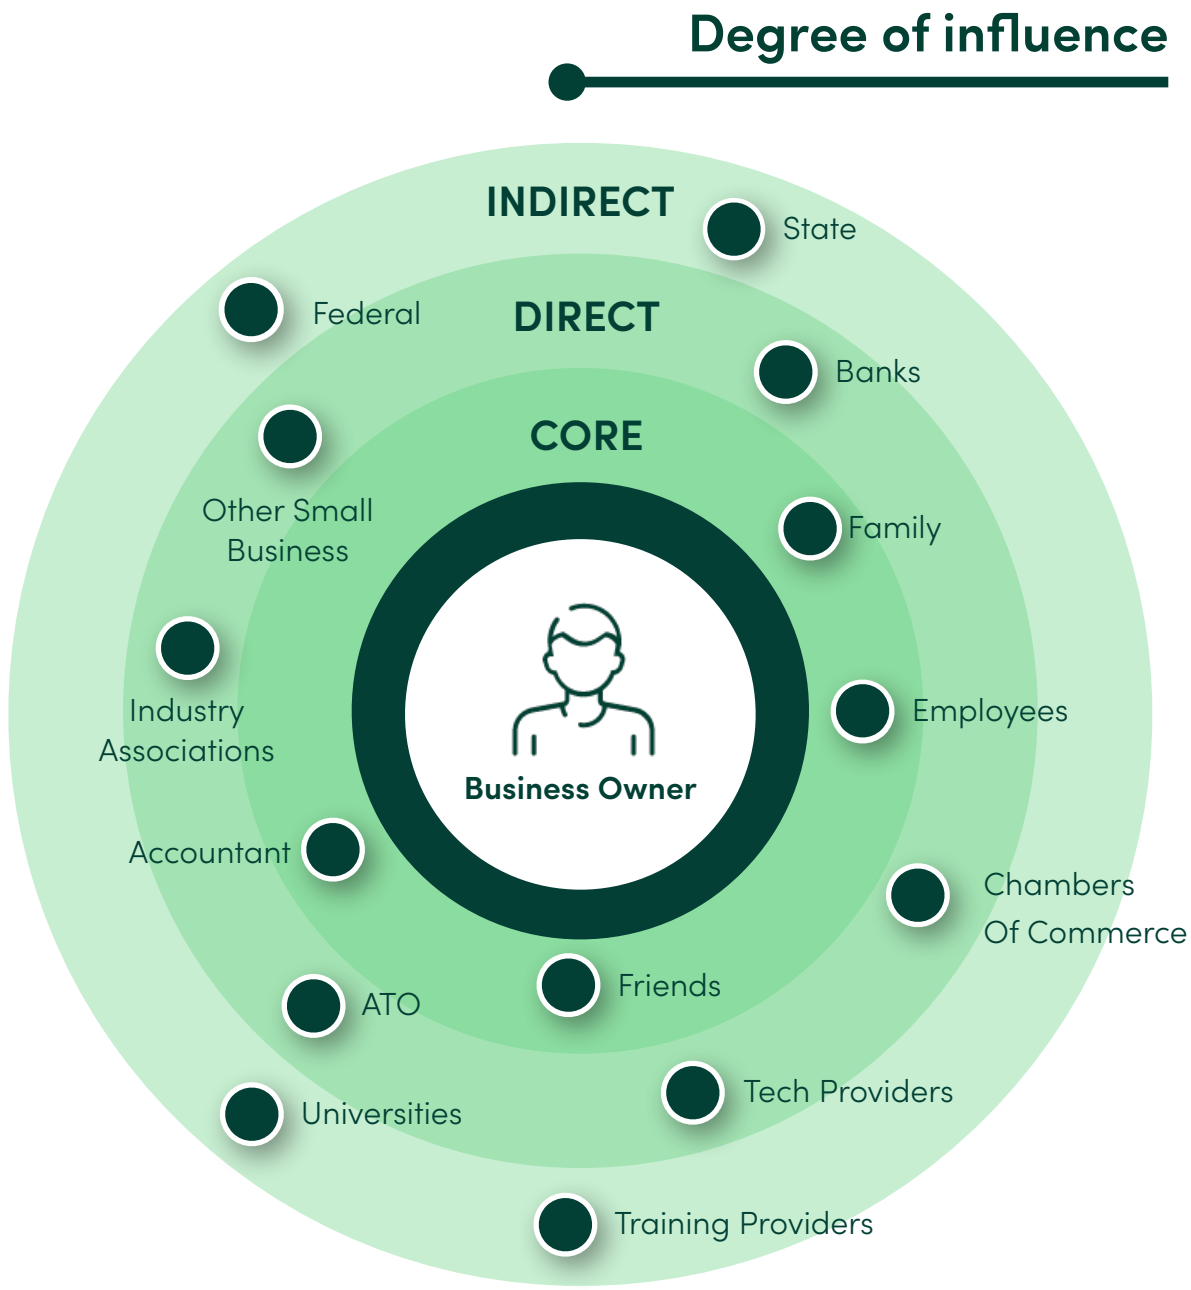 Degree of influence
INDIRECT
State
Federal
DIRECT
Banks
CORE
Other Small
Business
Family
Industry
Associations
Employees
Business Owner
Accountant
Chambers
Of Commerce
Friends
ATO
Tech Providers
Universities
Training Providers